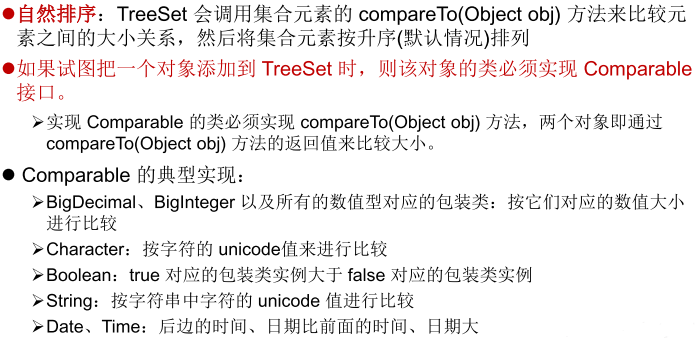 ●自然排序：TreeSet 会调用集合元素的 compareTo(Object obj) 方法来比较元
素之间的大小关系，然后将集合元素按升序(默认情况)排列
●如果试图把一个对象添加到 TreeSet 时，则该对象的类必须实现 Comparable
接口。
➢实现 Comparable 的类必须实现 compareTo(Object obj) 方法，两个对象即通过
compareTo(Object obj) 方法的返回值来比较大小。
● Comparable 的典型实现：
➢BigDecimal、BigInteger 以及所有的数值型对应的包装类：按它们对应的数值大小
进行比较
➢Character：按字符的 unicode值来进行比较
➢Boolean：true 对应的包装类实例大于 false 对应的包装类实例
➢String：按字符串中字符的 unicode 值进行比较
➢Date、Time：后边的时间、日期比前面的时间、日期大